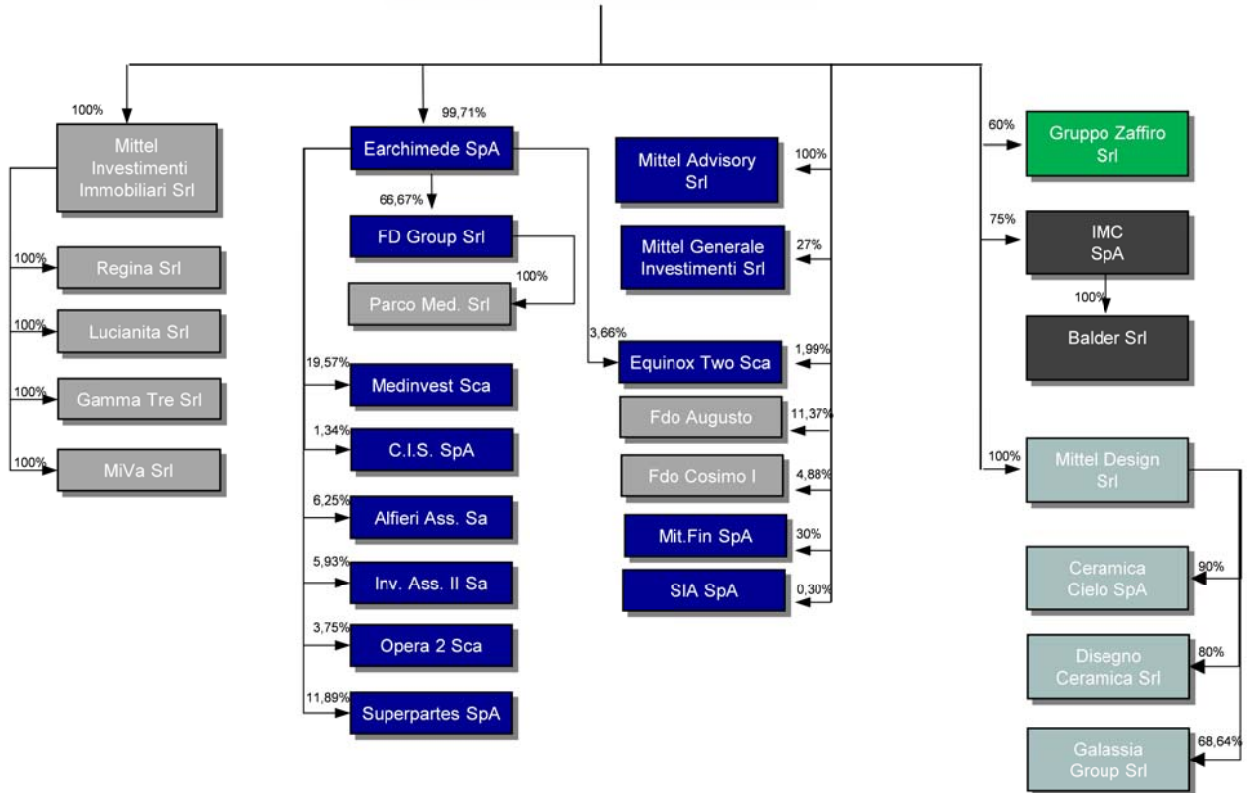 100%
Mittel
Investimenti
Immobiliari Srl
100%
Regina Srl
100%
Lucianita Srl
100%
Gamma Tre Srl
100%
MiVa Srl
99,71%
Earchimede SpA
66,67%
FD Group Srl
100%
Parco Med. Srl
3,66%
19,57%
Medinvest Sca
1,34%
C.I.S. SpA
6,25%
Alfieri Ass. Sa
5,93%
Inv. Ass. II Sa
3,75%
Opera 2 Sca
11,89%
Superpartes SpA
Mittel Advisory
Srl
100%
Mittel Generale
Investimenti Srl
27%
Equinox Two Sca
1,99%
Fdo Augusto
11,37%
Fdo Cosimo I
4,88%
Mit.Fin SpA
30%
SIA SpA
0,30%
60%
Gruppo Zaffiro
Srl
75%
IMC
SpA
100%
Balder Srl
100%
Mittel Design
Srl
Ceramica
Cielo SpA
90%
Disegno
Ceramica Srl
80%
Galassia
Group Srl
68,64%